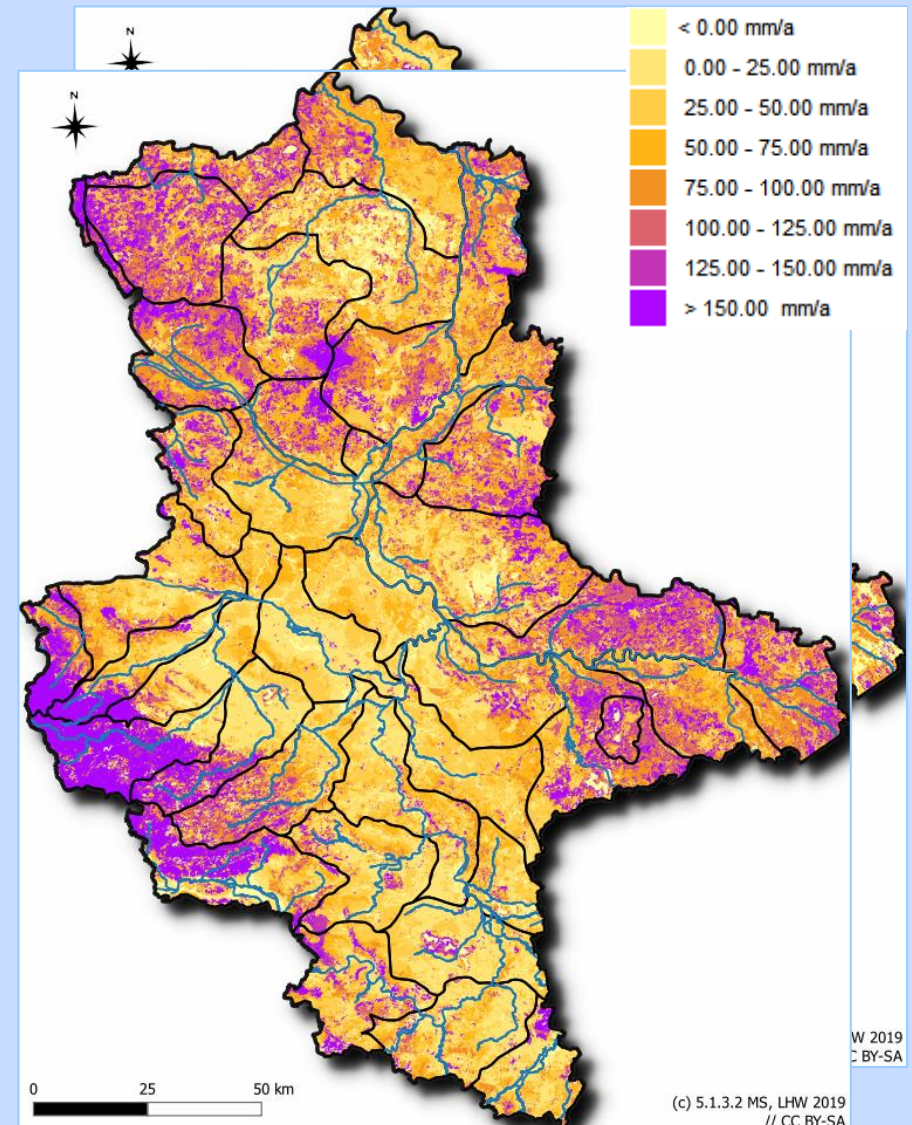 N
N
< 0.00 mm/a
0.00 - 25.00 mm/a
25.00 - 50.00 mm/a
50.00 - 75.00 mm/a
75.00 - 100.00 mm/a
100.00 - 125.00 mm/a
125.00 - 150.00 mm/a
> 150.00 mm/a
W 2019
C BY-SA
0 25 50 km
(c) 5.1.3.2 MS, LHW 2019
// CC BY-SA